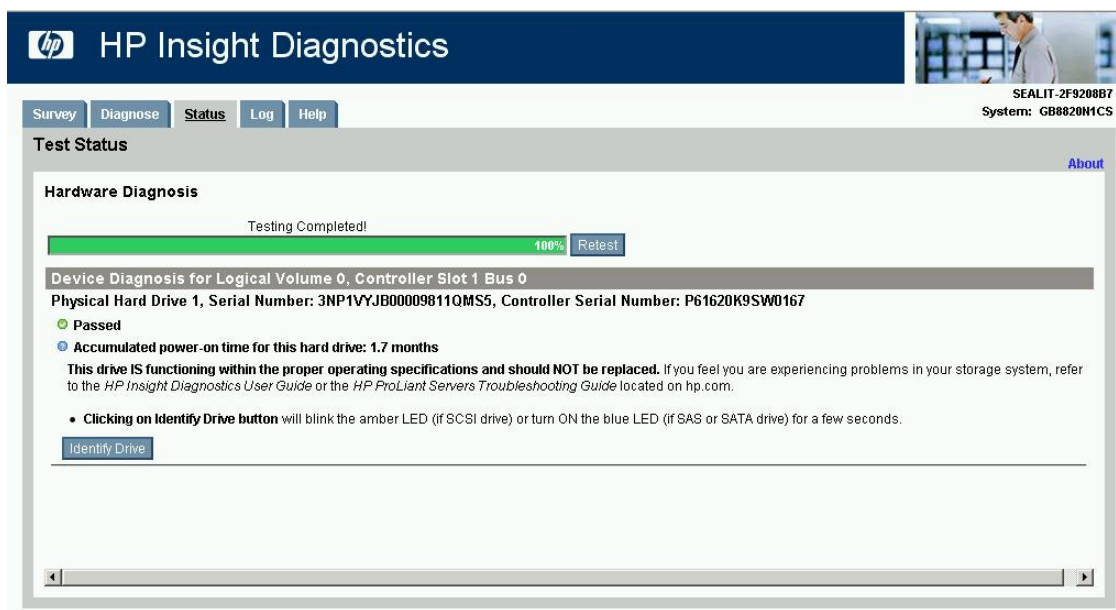 hp HP Insight Diagnostics
SEALIT-2F9208B7
System: GB8820N1CS
Survey Diagnose Status Log Help
Test Status
About
Hardware Diagnosis
Testing Completed!
100% Retest
Device Diagnosis for Logical Volume 0, Controller Slot 1 Bus 0
Physical Hard Drive 1, Serial Number: 3NP1VYJB00009811QMS5, Controller Serial Number: P61620K9SW0167
Passed
Accumulated power-on time for this hard drive: 1.7 months
This drive IS functioning within the proper operating specifications and should NOT be replaced. If you feel you are experiencing problems in your storage system, refer
to the HP Insight Diagnostics User Guide or the HP ProLiant Servers Troubleshooting Guide located on hp.com.
• Clicking on Identify Drive button will blink the amber LED (if SCSI drive) or turn ON the blue LED (if SAS or SATA drive) for a few seconds.
Identify Drive